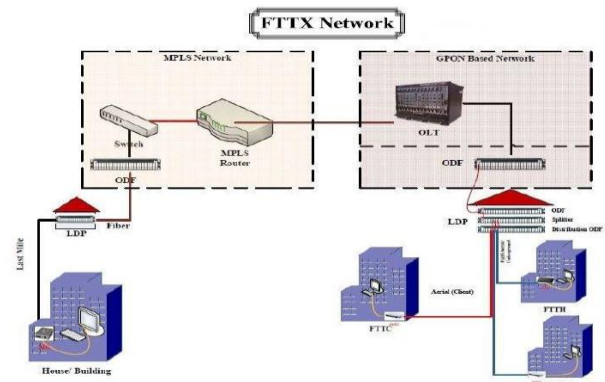 FTTX Network
MPLS Network
GPON Based Network
Switch
MPLS
Router
OLT
ODF
ODF
LDP
Fiber
ODF
LDP
Splitter
Distribution ODF
Last Mile
Aerial (Client)
FTTC
FTTH
House/ Building